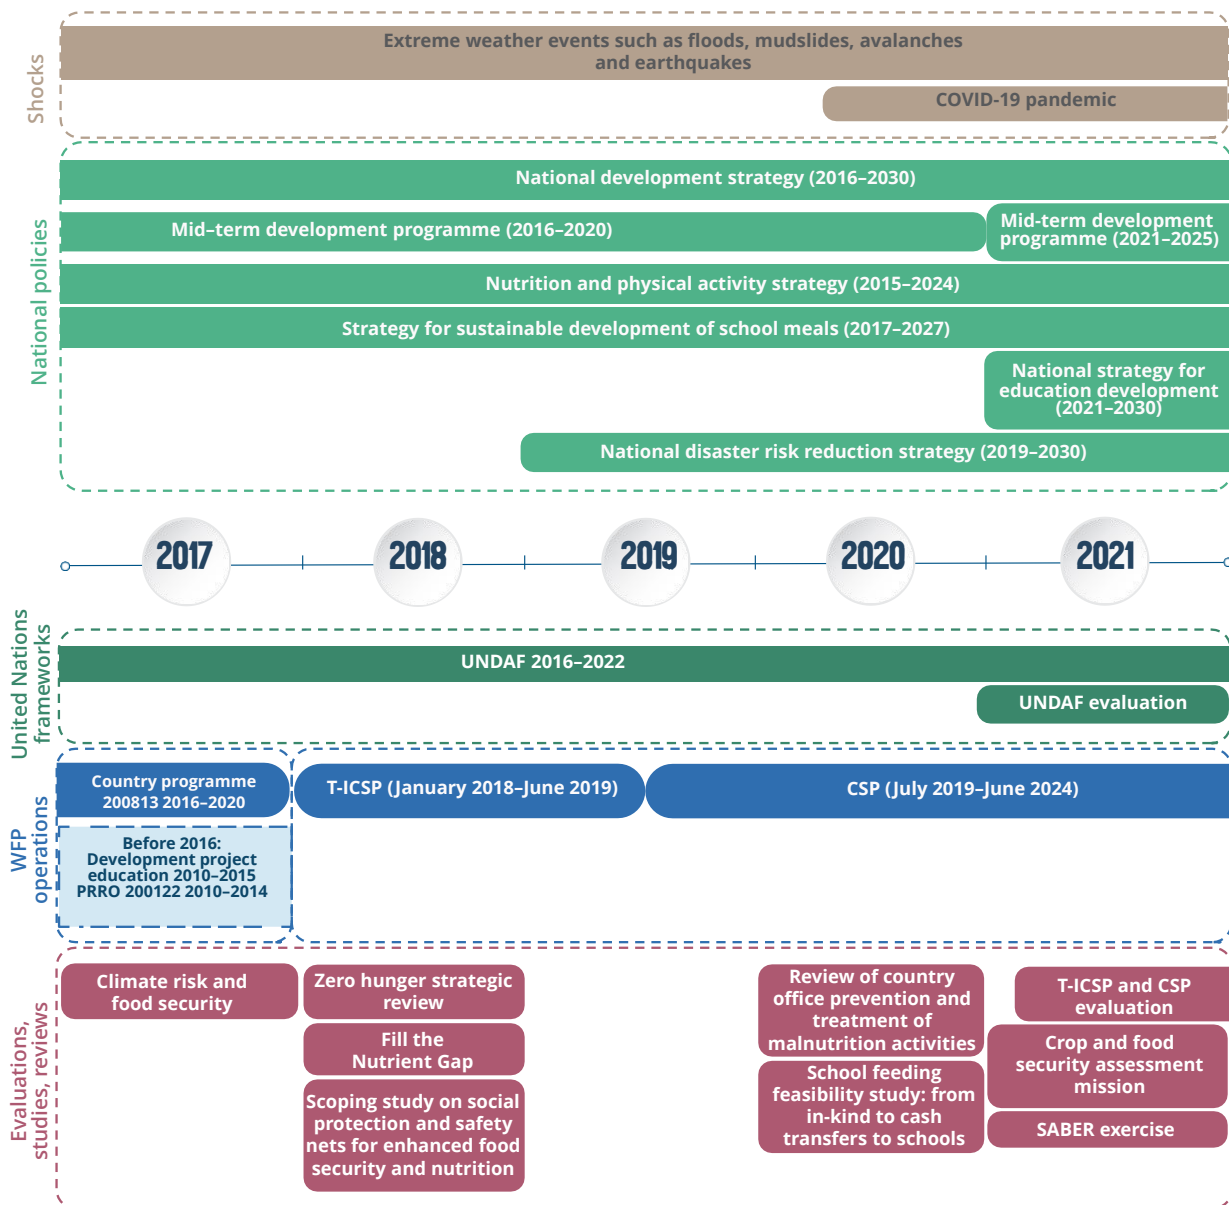 Shocks
Extreme weather events such as floods, mudslides, avalanches
and earthquakes
COVID-19 pandemic
National policies
National development strategy (2016–2030)
Mid–term development programme (2016–2020)
Mid-term development
programme (2021–2025)
Nutrition and physical activity strategy (2015–2024)
Strategy for sustainable development of school meals (2017–2027)
National strategy for
education development
(2021–2030)
National disaster risk reduction strategy (2019–2030)
2017
2018
2019
2020
2021
United Nations
frameworks
UNDAF 2016–2022
UNDAF evaluation
WFP
operations
Country programme
200813 2016–2020
T-ICSP (January 2018–June 2019)
CSP (July 2019–June 2024)
Before 2016:
Development project
education 2010–2015
PRRO 200122 2010–2014
Evaluations,
studies, reviews
Climate risk and
food security
Zero hunger strategic
review
Fill the
Nutrient Gap
Scoping study on social
protection and safety
nets for enhanced food
security and nutrition
Review of country
office prevention and
treatment of
malnutrition activities
School feeding
feasibility study: from
in-kind to cash
transfers to schools
T-ICSP and CSP
evaluation
Crop and food
security assessment
mission
SABER exercise